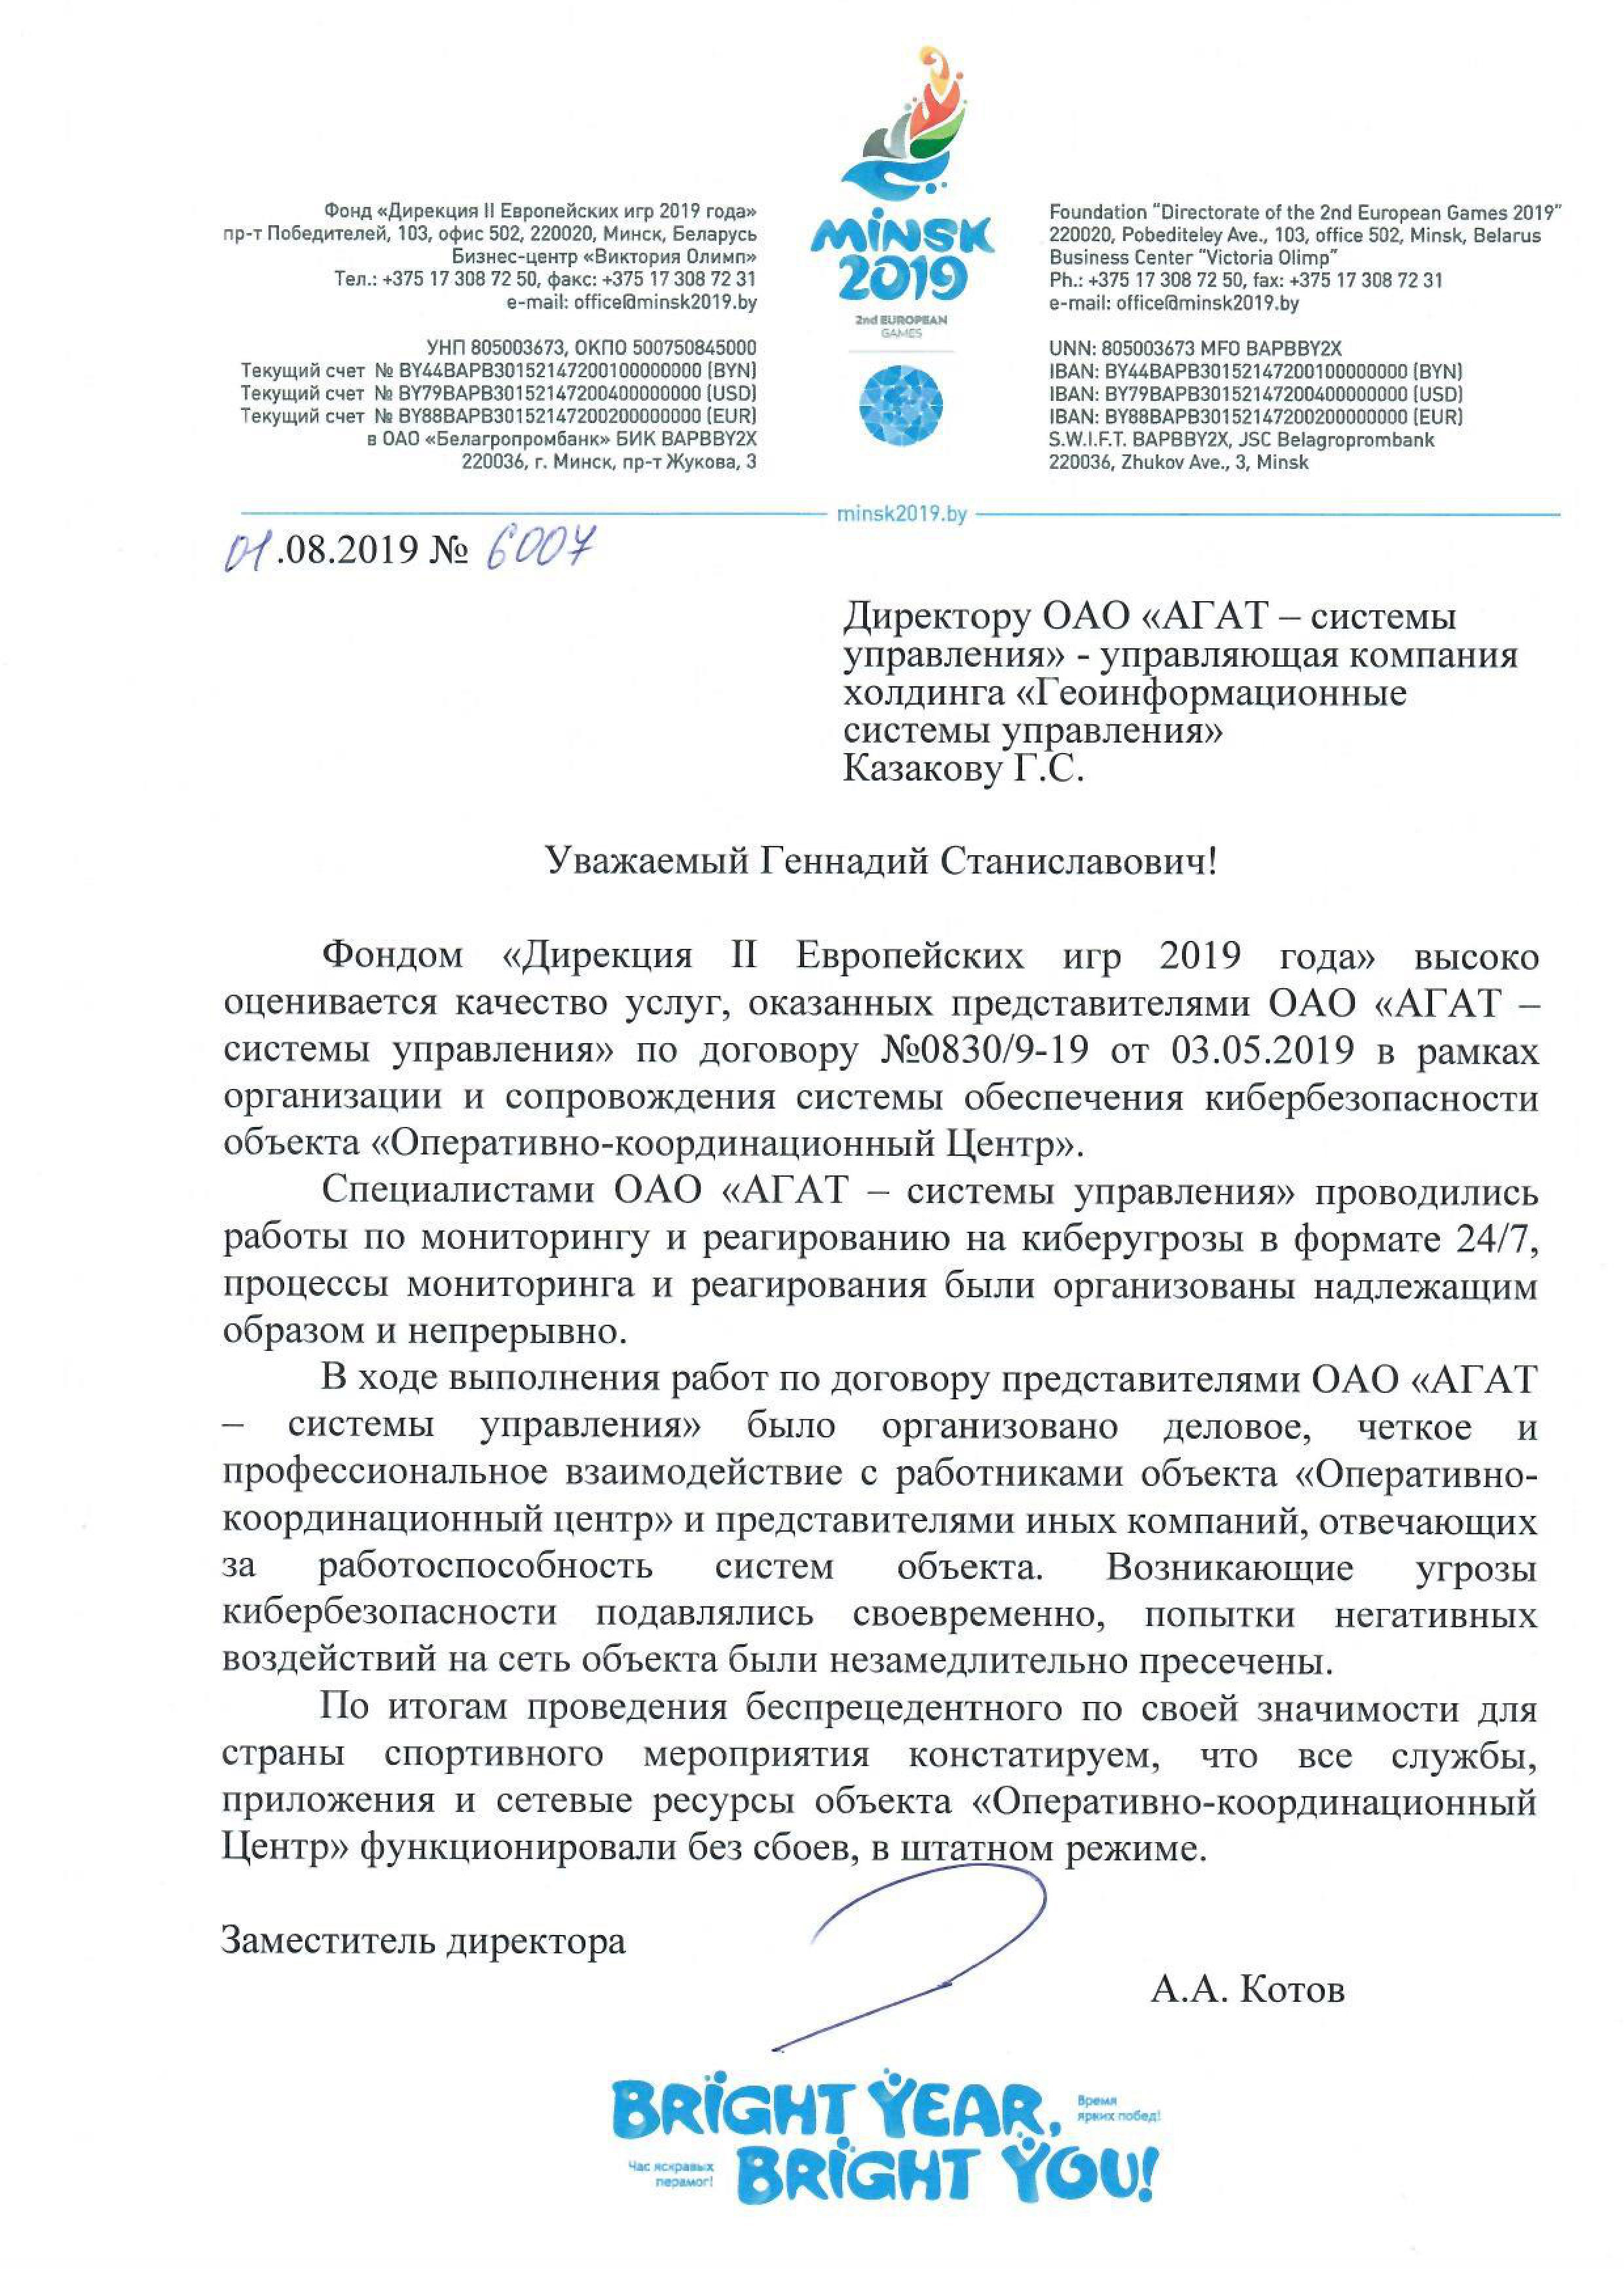 Фонд «Дирекция II Европейских игр 2019 года»
пр-т Победителей, 103, офис 502, 220020, Минск, Беларусь
Бизнес-центр «Виктория Олимп»
Тел.: +375 17 308 72 50, факс: +375 17 308 72 31
e-mail: office@minsk2019.by
УНП 805003673, ОКПО 500750845000
Текущий счет № BY44BAPB30152147200100000000 (BYN)
Текущий счет № BY79BAPB30152147200400000000 (USD)
Текущий счет № BY88BAPB30152147200200000000 (EUR)
в ОАО «Белагропромбанк» БИК BAPBBY2X
220036, г. Минск, пр-т Жукова, 3
MINSK
2019
2nd EUROPEAN
GAMES
Foundation "Directorate of the 2nd European Games 2019"
220020, Pobediteley Ave., 103, office 502, Minsk, Belarus
Business Center "Victoria Olimp"
Ph.: +375 17 308 72 50, fax: +375 17 308 72 31
e-mail: office@minsk2019.by
UNN: 805003673 MFO BAPBBY2X
IBAN: BY44BAPB30152147200100000000 (BYN)
IBAN: BY79BAPB30152147200400000000 (USD)
IBAN: BY88BAPB30152147200200000000 (EUR)
S.W.I.F.T. BAPBBY2X, JSC Belagroprombank
220036, Zhukov Ave., 3, Minsk
minsk2019.by
01.08.2019 № 6007
Директору ОАО «АГАТ – системы
управления» - управляющая компания
холдинга «Геоинформационные
системы управления»
Казакову Г.С.
Уважаемый Геннадий Станиславович!
Фондом «Дирекция II Европейских игр 2019 года» высоко
оценивается качество услуг, оказанных представителями ОАО «АГАТ –
системы управления» по договору №0830/9-19 от 03.05.2019 в рамках
организации и сопровождения системы обеспечения кибербезопасности
объекта «Оперативно-координационный Центр».
Специалистами ОАО «АГАТ – системы управления» проводились
работы по мониторингу и реагированию на киберугрозы в формате 24/7,
процессы мониторинга и реагирования были организованы надлежащим
образом и непрерывно.
В ходе выполнения работ по договору представителями ОАО «АГАТ
– системы управления» было организовано деловое, четкое и
профессиональное взаимодействие с работниками объекта «Оперативно-
координационный центр» и представителями иных компаний, отвечающих
за работоспособность систем объекта. Возникающие угрозы
кибербезопасности подавлялись своевременно, попытки негативных
воздействий на сеть объекта были незамедлительно пресечены.
По итогам проведения беспрецедентного по своей значимости для
страны спортивного мероприятия констатируем, что все службы,
приложения и сетевые ресурсы объекта «Оперативно-координационный
Центр» функционировали без сбоев, в штатном режиме.
Заместитель директора
А.А. Котов
BRIGHT YEAR,
Время
ярких побед!
Час яскравых
перамог!
BRIGHT YOU!